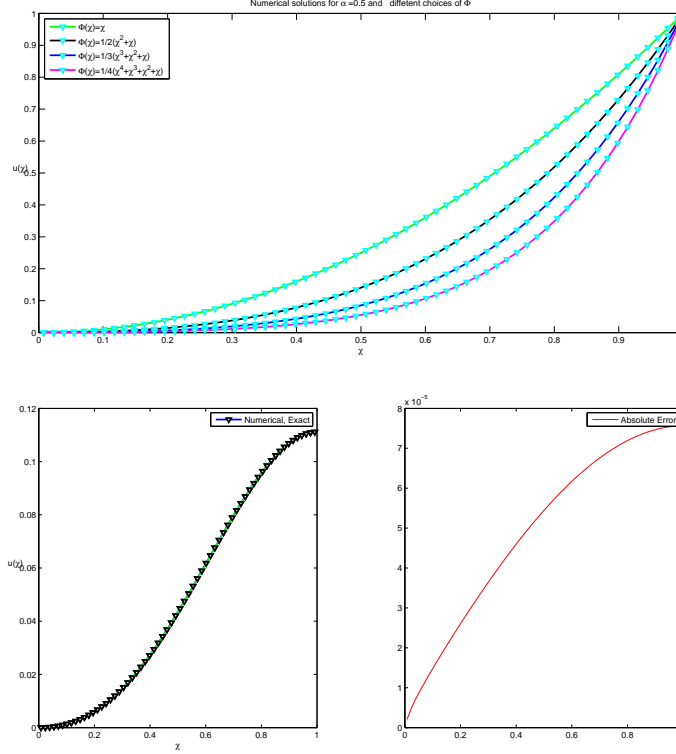 Numerical solutions for α =0.5 and diffetent choices of Φ
1
0.9
0.8
0.7
0.6
0.5
0.4
0.3
0.2
0.1
0
u(χ)
Φ(χ)=χ
Φ(χ)=1/2(χ²+χ)
Φ(χ)=1/3(χ³+χ²+χ)
Φ(χ)=1/4(χ⁴+χ³+χ²+χ)
0 0.1 0.2 0.3 0.4 0.5 0.6 0.7 0.8 0.9
χ
0.12
0.1
0.08
0.06
0.04
0.02
0
u(χ)
Numerical, Exact
0 0.2 0.4 0.6 0.8 1
χ
x 10⁻⁵
8
7
6
5
4
3
2
1
0
Absolute Error
0 0.2 0.4 0.6 0.8